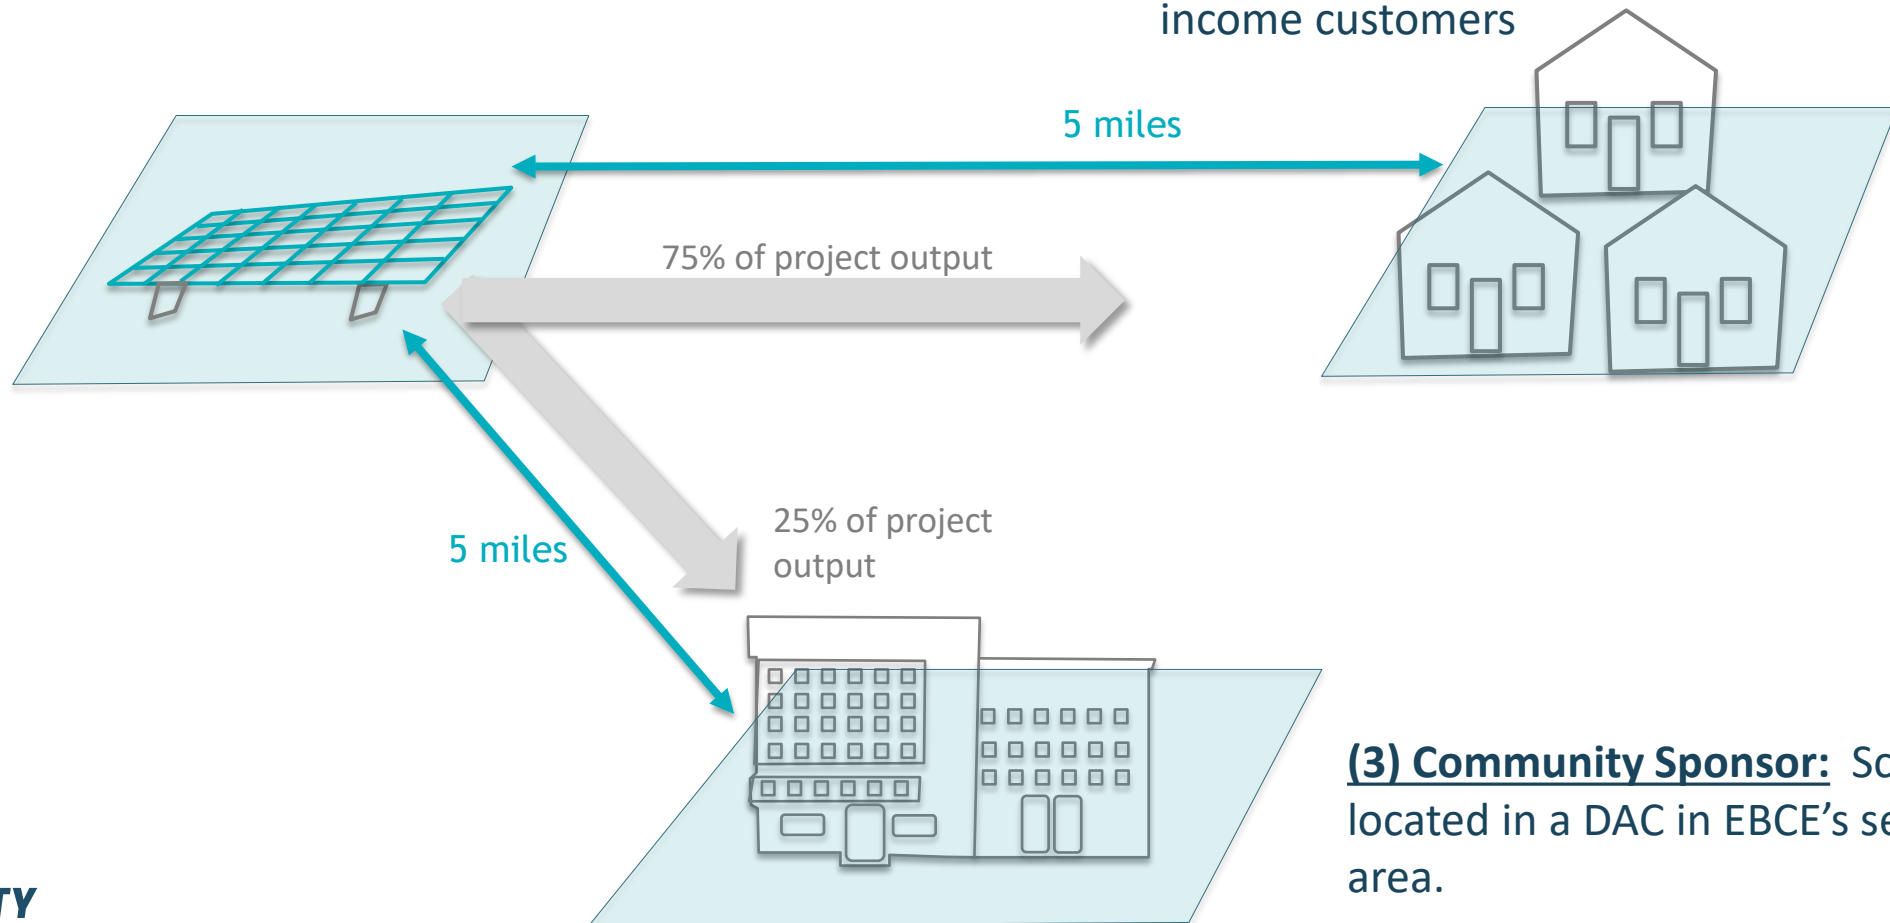 income customers
5 miles
75% of project output
25% of project
output
5 miles
(3) Community Sponsor:
located in a DAC in EBCE's
area.
TY